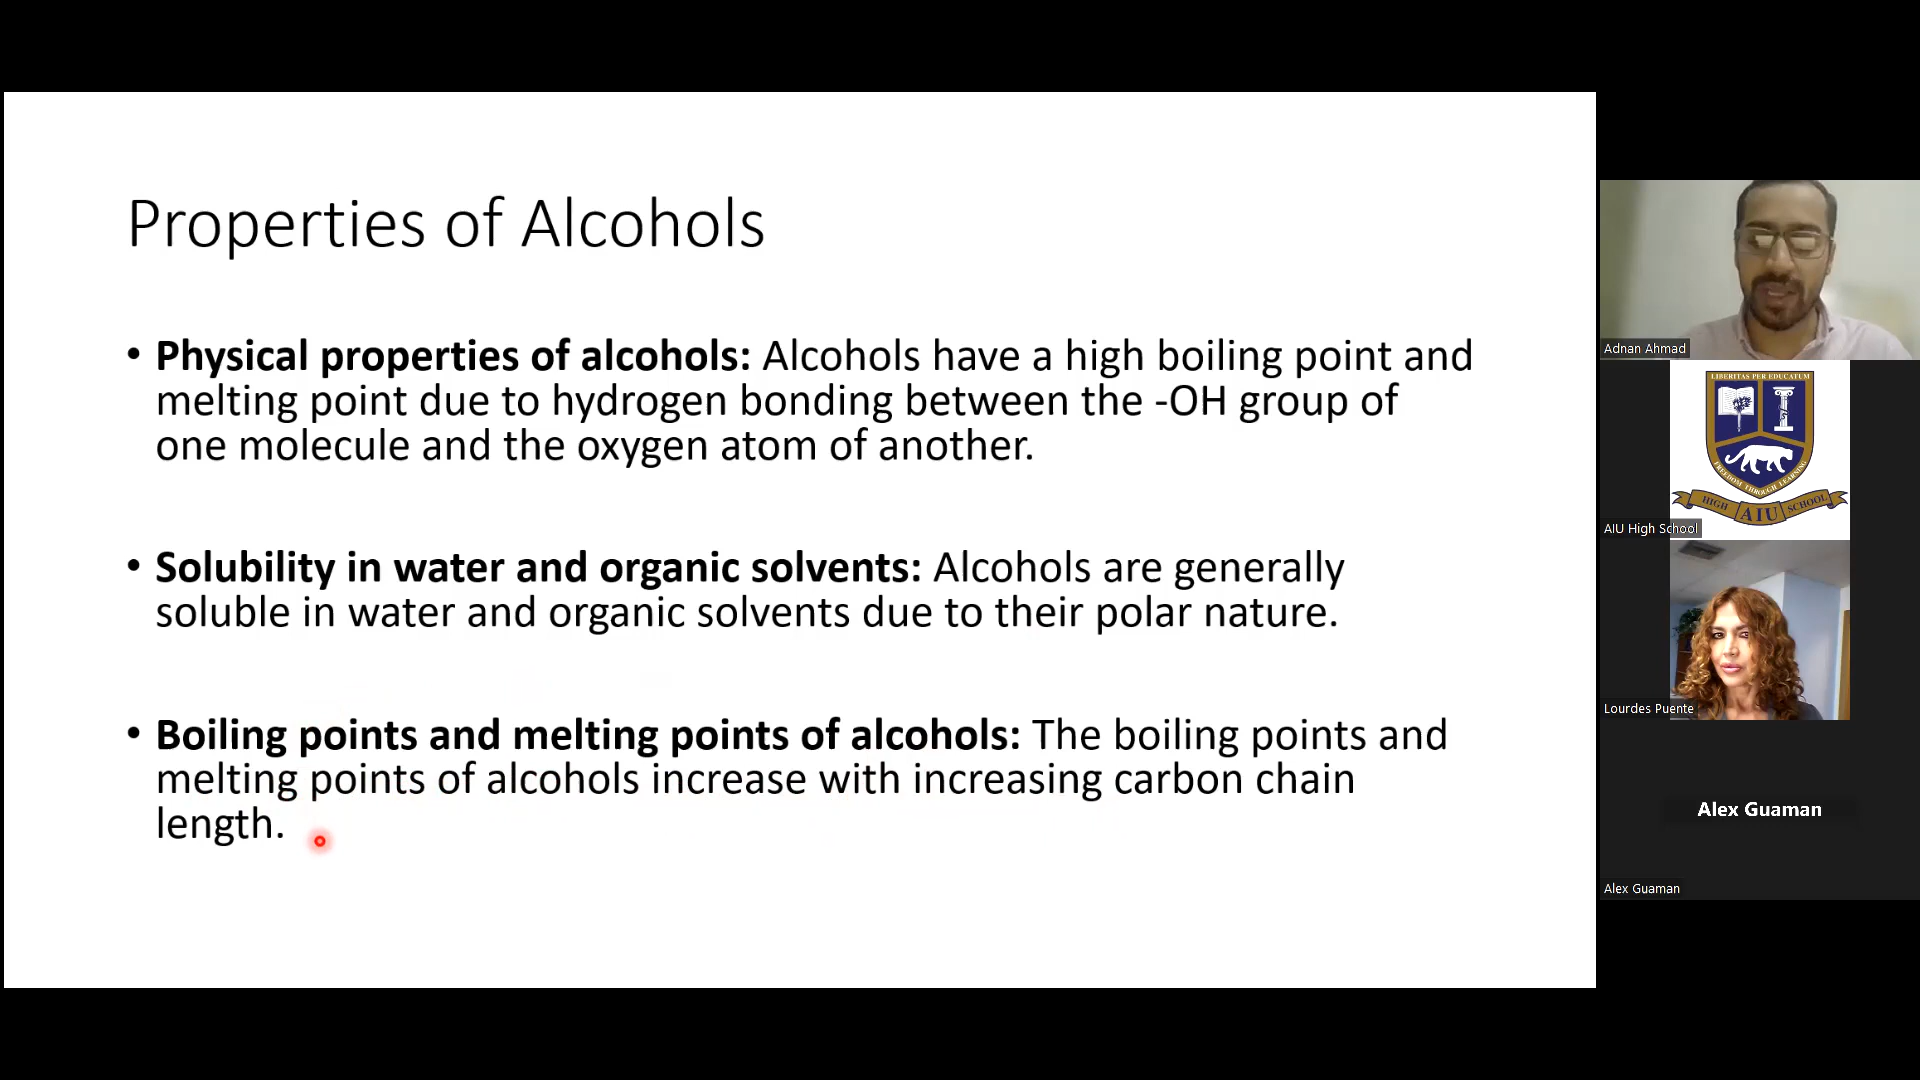 Properties of Alcohols
• Physical properties of alcohols: Alcohols have a high boiling point and
melting point due to hydrogen bonding between the -OH group of
one molecule and the oxygen atom of another.
• Solubility in water and organic solvents: Alcohols are generally
soluble in water and organic solvents due to their polar nature.
• Boiling points and melting points of alcohols: The boiling points and
melting points of alcohols increase with increasing carbon chain
length.
Adnan Ahmad
LIBERITAS PER EDUCATUM
FREEDOM THROUGH LEARNING
HIGH AIU SCHOOL
AIU High School
Lourdes Puente
Alex Guaman
Alex Guaman